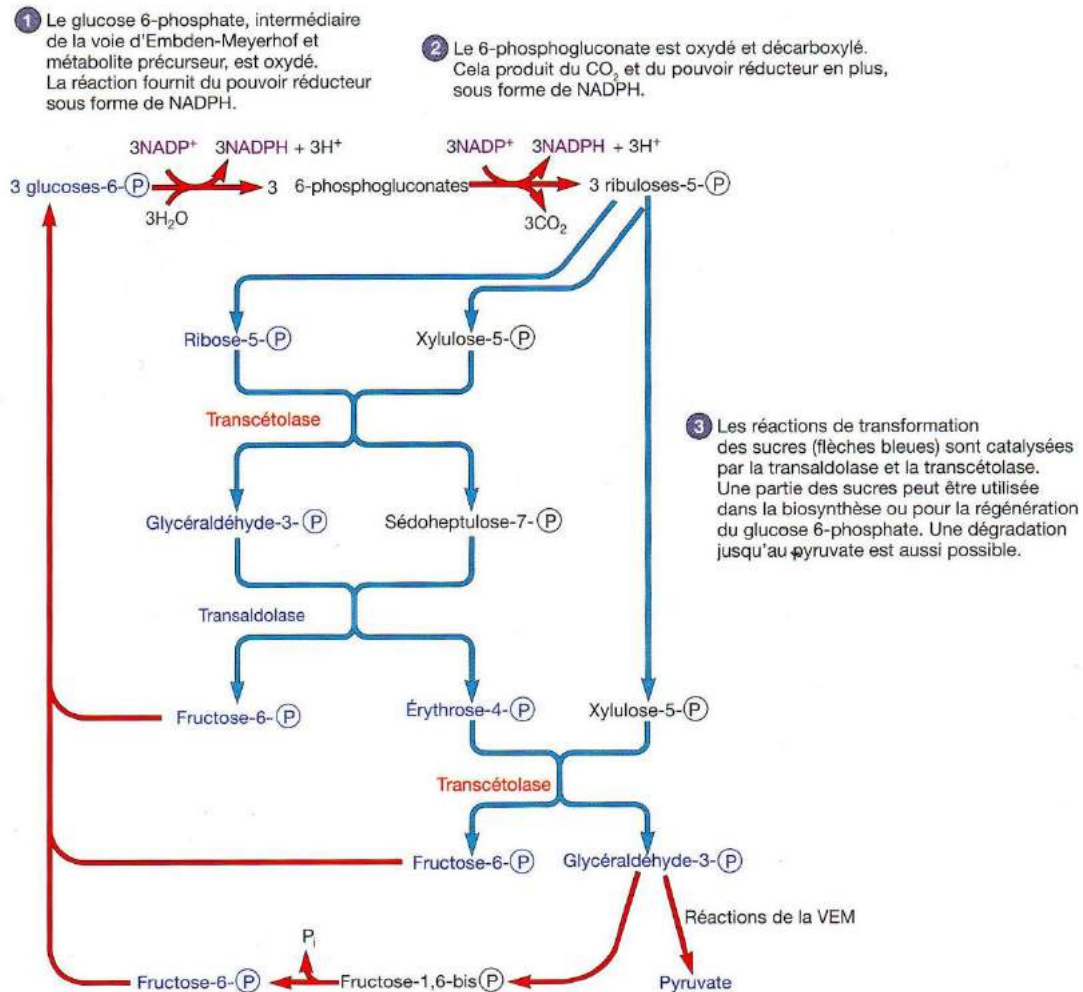 1 Le glucose 6-phosphate, intermédiaire
de la voie d'Embden-Meyerhof et
métabolite précurseur, est oxydé.
La réaction fournit du pouvoir réducteur
sous forme de NADPH.
2 Le 6-phosphogluconate est oxydé et décarboxylé.
Cela produit du CO₂ et du pouvoir réducteur en plus,
sous forme de NADPH.
3NADP⁺ 3NADPH + 3H⁺
3NADP⁺ 3NADPH + 3H⁺
3 glucoses-6-P
3 6-phosphogluconates
3 ribuloses-5-P
3H₂O
3CO₂
Ribose-5-P
Xylulose-5-P
Transcétolase
3 Les réactions de transformation
des sucres (flèches bleues) sont catalysées
par la transaldolase et la transcétolase.
Une partie des sucres peut être utilisée
dans la biosynthèse ou pour la régénération
du glucose 6-phosphate. Une dégradation
jusqu'au pyruvate est aussi possible.
Glycéraldéhyde-3-P
Sédoheptulose-7-P
Transaldolase
Fructose-6-P
Érythrose-4-P
Xylulose-5-P
Transcétolase
Fructose-6-P
Glycéraldéhyde-3-P
Réactions de la VEM
Pᵢ
Fructose-6-P
Fructose-1,6-bis P
Pyruvate